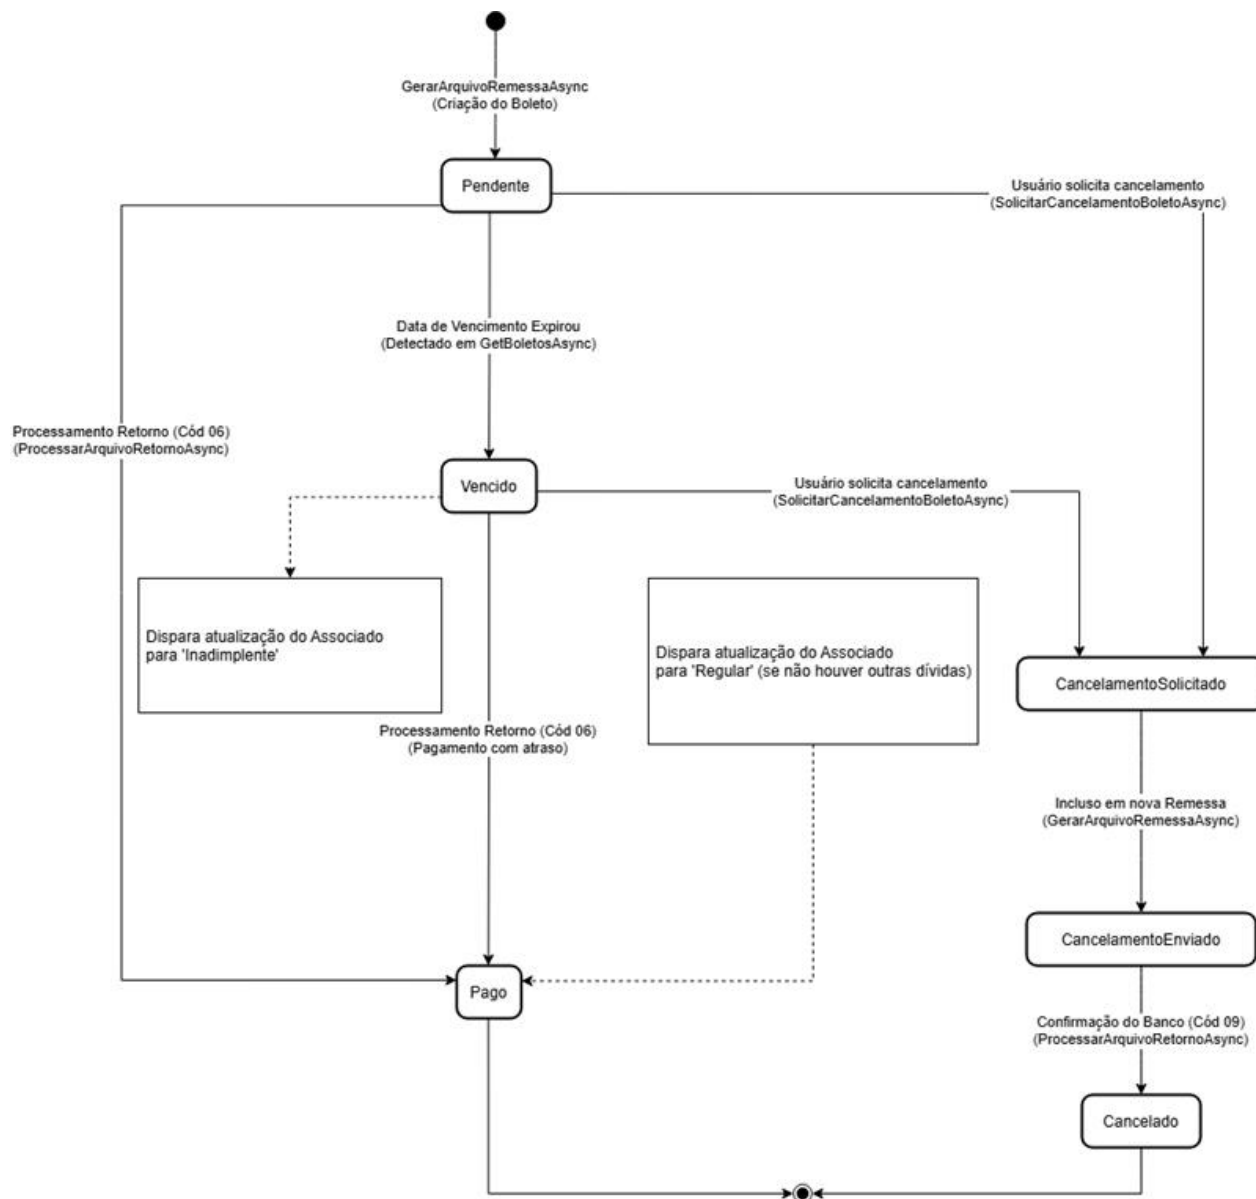 GerarArquivoRemessaAsync
(Criação do Boleto)
Pendente
Usuário solicita cancelamento
(SolicitarCancelamentoBoletoAsync)
Data de Vencimento Expirou
(Detectado em GetBoletosAsync)
Processamento Retorno (Cód 06)
(ProcessarArquivoRetornoAsync)
Vencido
Usuário solicita cancelamento
(SolicitarCancelamentoBoletoAsync)
Dispara atualização do Associado
para 'Inadimplente'
Dispara atualização do Associado
para 'Regular' (se não houver outras dívidas)
CancelamentoSolicitado
Processamento Retorno (Cód 06)
(Pagamento com atraso)
Incluso em nova Remessa
(GerarArquivoRemessaAsync)
CancelamentoEnviado
Pago
Confirmação do Banco (Cód 09)
(ProcessarArquivoRetornoAsync)
Cancelado